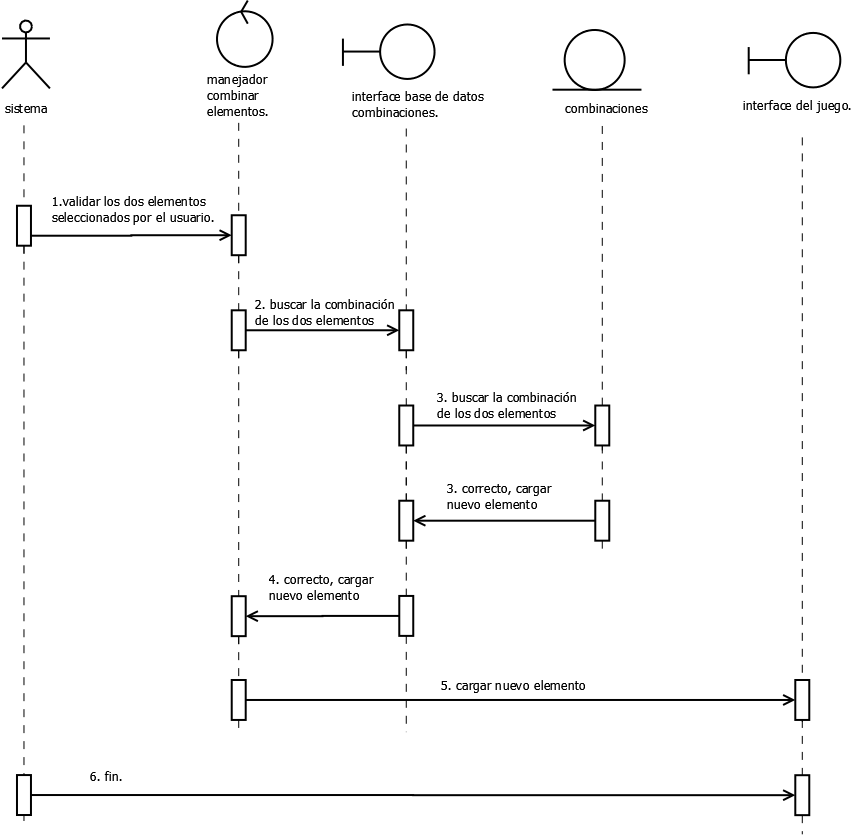 sistema
manejador
combinar
elementos.
interface base de datos
combinaciones.
combinaciones
interface del juego.
1.validar los dos elementos
seleccionados por el usuario.
2. buscar la combinación
de los dos elementos
3. buscar la combinación
de los dos elementos
3. correcto, cargar
nuevo elemento
4. correcto, cargar
nuevo elemento
5. cargar nuevo elemento
6. fin.